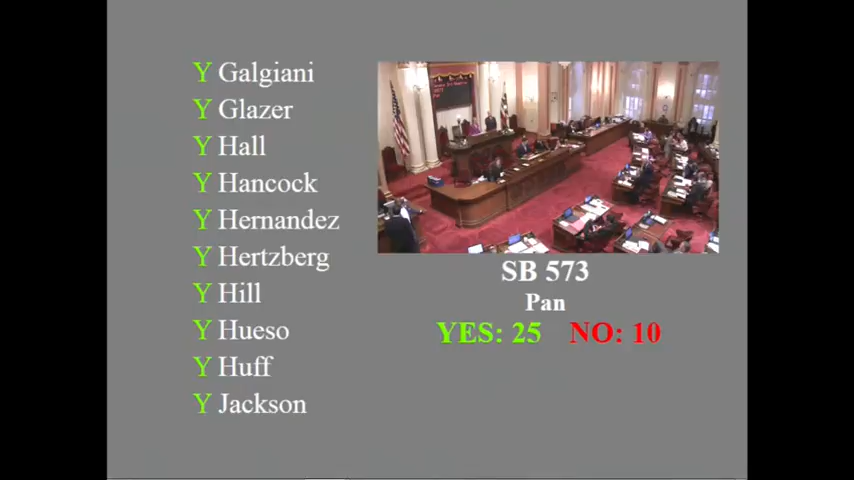 Y Galgiani
Y Glazer
Y Hall
Y Hancock
Y Hernandez
Y Hertzberg
Y Hill
Y Hueso
Y Huff
Y Jackson
SB 573
Pan
YES: 25 NO: 10